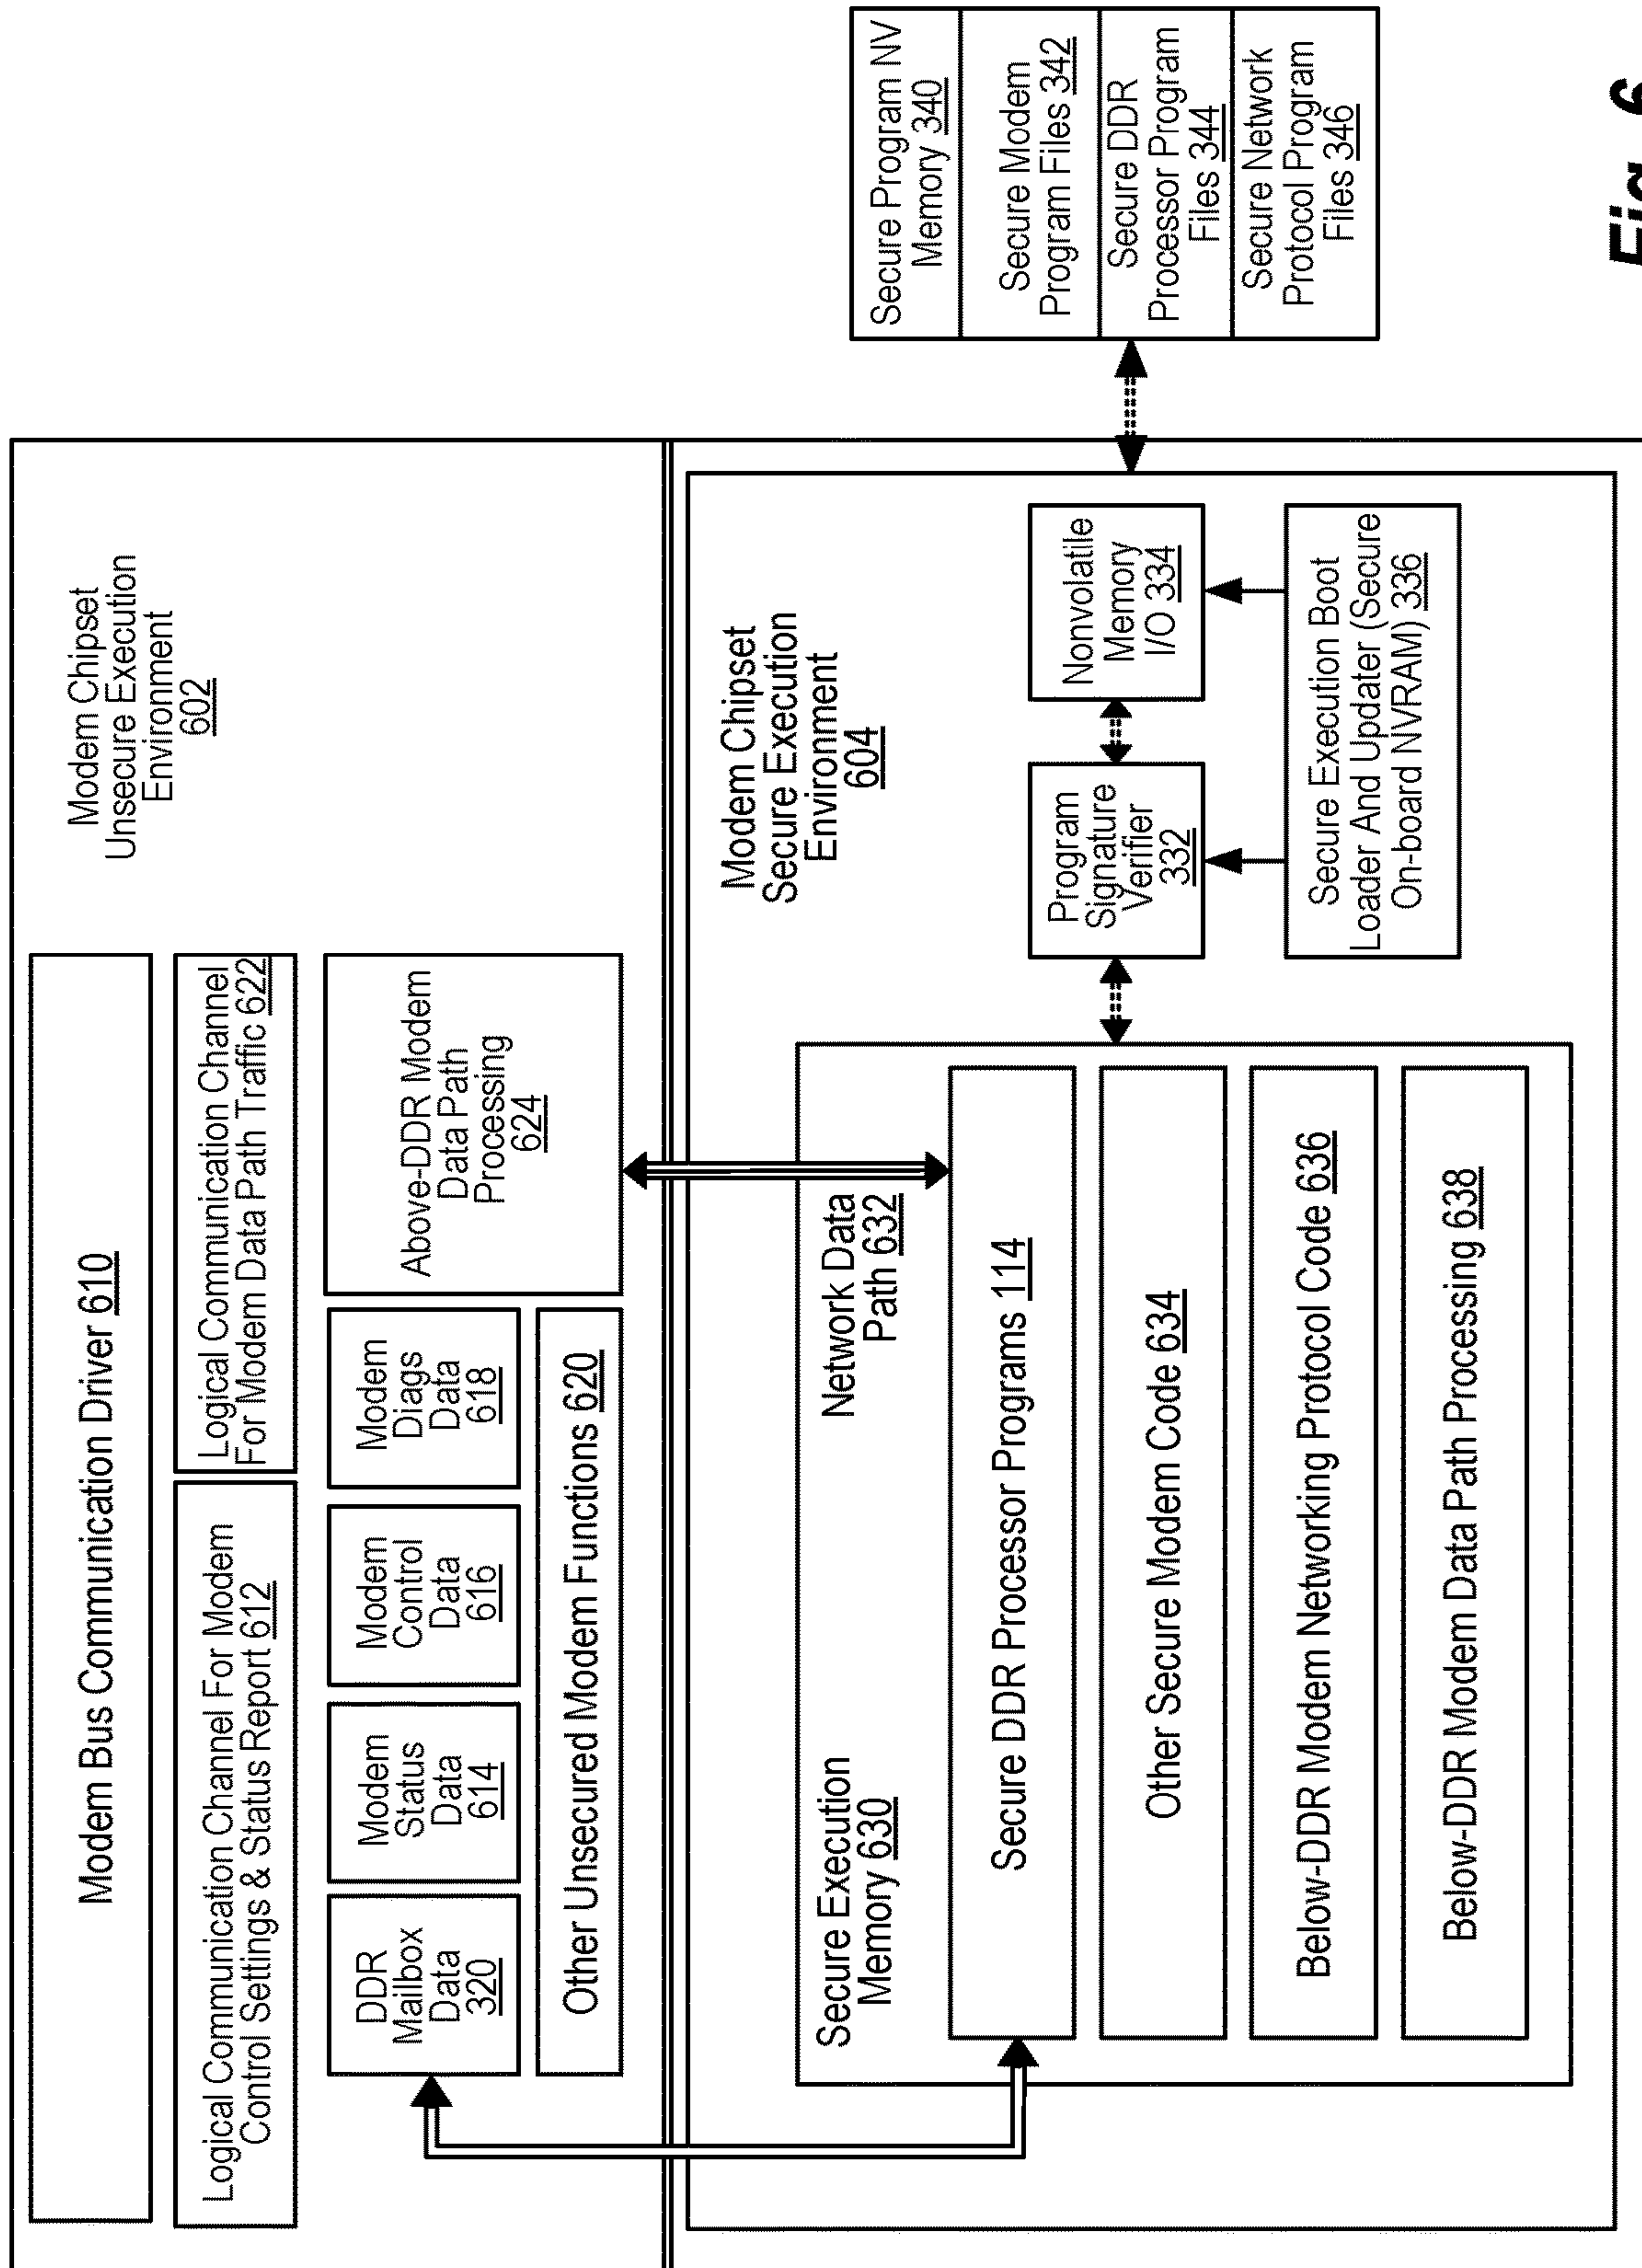 Modem Chipset
Unsecure Execution
Environment
602
Modem Bus Communication Driver 610
Logical Communication Channel For Modem
Control Settings & Status Report 612
Logical Communication Channel
For Modem Data Path Traffic 622
DDR
Mailbox
Data
320
Modem
Status
Data
614
Modem
Control
Data
616
Modem
Diags
Data
618
Above-DDR Modem
Data Path
Processing
624
Other Unsecured Modem Functions 620
Modem Chipset
Secure Execution
Environment
604
Secure Execution
Memory 630
Network Data
Path 632
Secure DDR Processor Programs 114
Other Secure Modem Code 634
Below-DDR Modem Networking Protocol Code 636
Below-DDR Modem Data Path Processing 638
Program
Signature
Verifier
332
Nonvolatile
Memory
I/O 334
Secure Execution Boot
Loader And Updater (Secure
On-board NVRAM) 336
Secure Program NV
Memory 340
Secure Modem
Program Files 342
Secure DDR
Processor Program
Files 344
Secure Network
Protocol Program
Files 346
Fig. 6